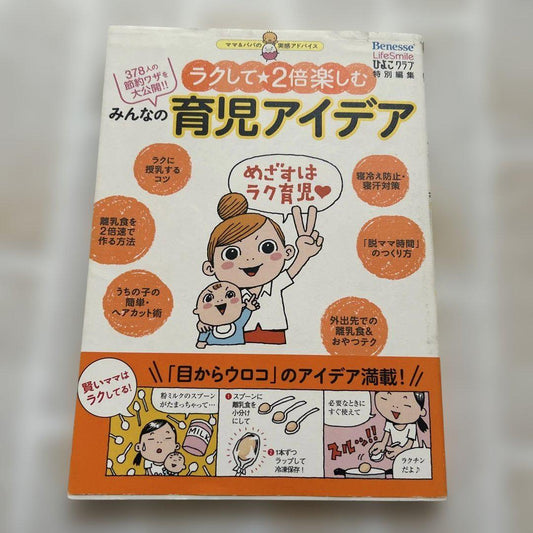 ママ&パパの実感アドバイス
Benesse®
LifeSmile
ひよこクラブ
特別編集
378人の
節約ワザを
大公開!!
ラクして★2倍楽しむ
みんなの育児アイデア
めざすは
ラク育児♥
ラクに
授乳する
コツ
寝冷え防止・
寝汗対策
離乳食を
2倍速で
作る方法
「脱ママ時間」
のつくり方
うちの子の
簡単・
ヘアカット術
外出先での
離乳食&
おやつテク
「目からウロコ」のアイデア満載!
賢いママは
ラクしてる!
粉ミルクのスプーン
がたまっちゃって…
MILK
❶スプーンに
離乳食を
小分け
にして
❷1本ずつ
ラップして
冷凍保存!
必要なときに
すぐ使えて
ズルッ!!
ラクチン
だよ♪